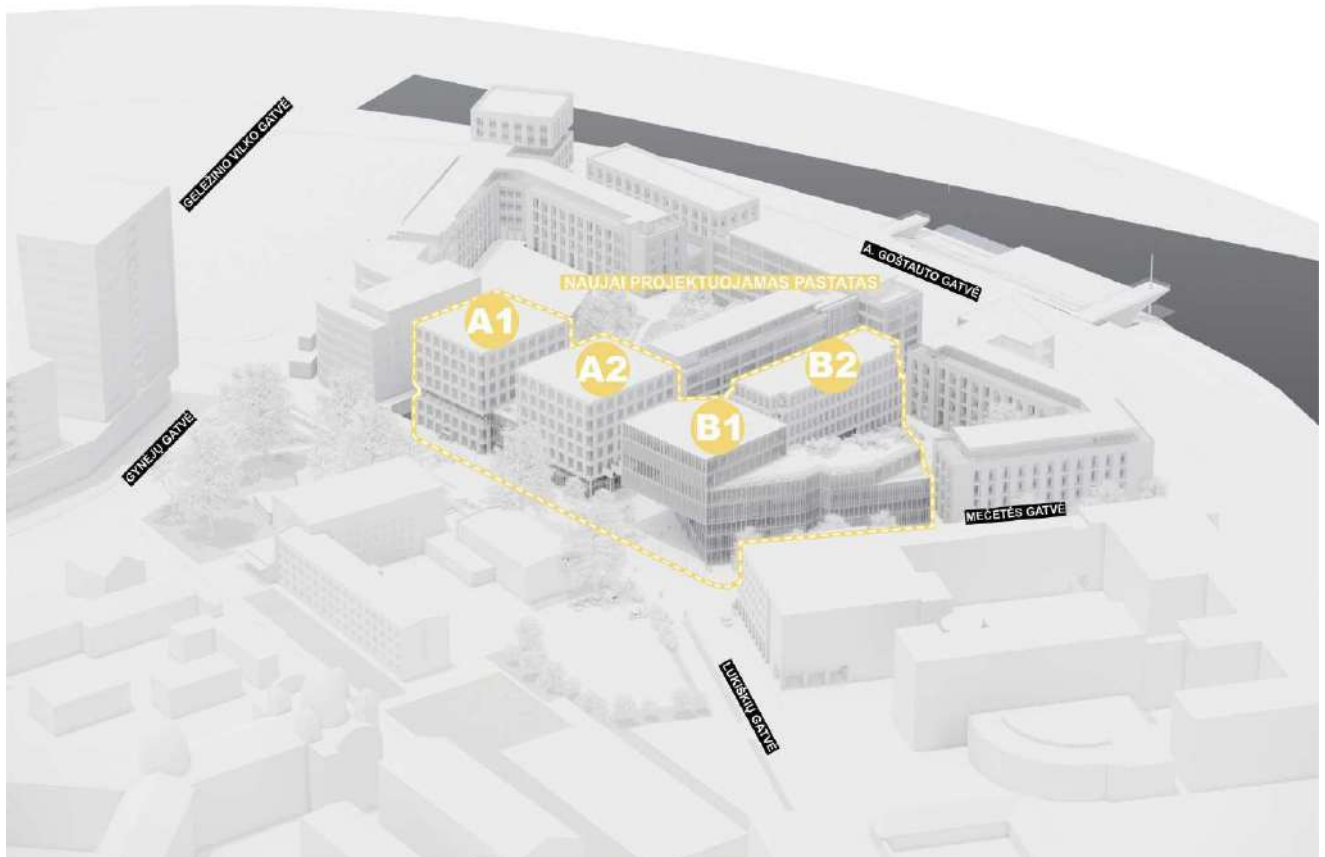 GELEŽINIO VILKO GATVĖ
A. GOŠTAUTO GATVĖ
NAUJAI PROJEKTUOJAMAS PASTATAS
A1
A2
B2
B1
GYNĖJŲ GATVĖ
MEČETĖS GATVĖ
LUKIŠKIŲ GATVĖ